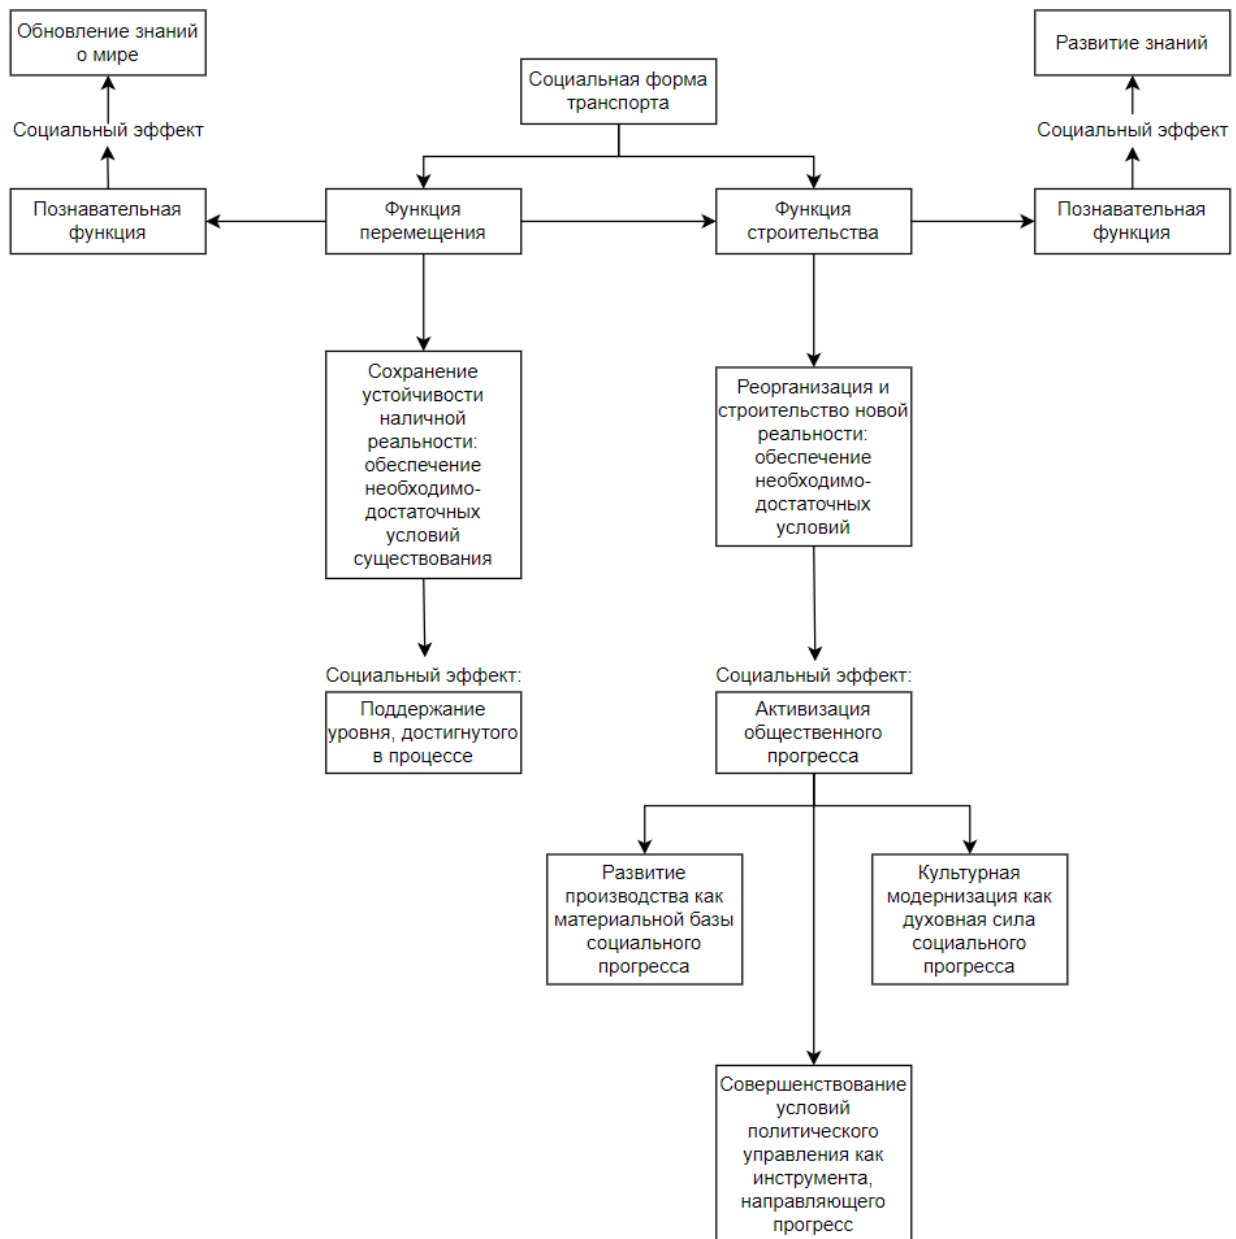 Обновление знаний
о мире
Социальная форма
транспорта
Развитие знаний
Социальный эффект
Социальный эффект
Познавательная
функция
Функция
перемещения
Функция
строительства
Познавательная
функция
Сохранение
устойчивости
наличной
реальности:
обеспечение
необходимо-
достаточных
условий
существования
Реорганизация и
строительство новой
реальности:
обеспечение
необходимо-
достаточных
условий
Социальный эффект:
Поддержание
уровня, достигнутого
в процессе
Социальный эффект:
Активизация
общественного
прогресса
Развитие
производства как
материальной базы
социального
прогресса
Культурная
модернизация как
духовная сила
социального
прогресса
Совершенствование
условий
политического
управления как
инструмента,
направляющего
прогресс